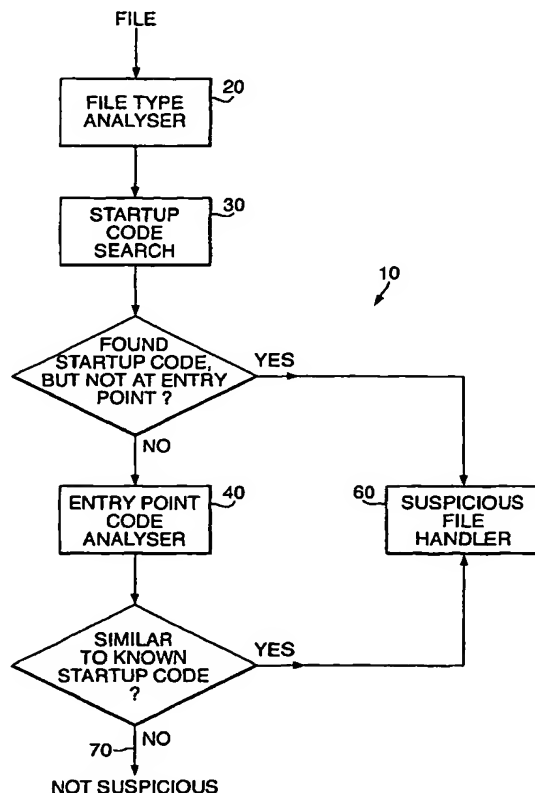 FILE
20
FILE TYPE
ANALYSER
30
STARTUP
CODE
SEARCH
10
FOUND
STARTUP CODE,
BUT NOT AT ENTRY
POINT ?
YES
NO
40
ENTRY POINT
CODE
ANALYSER
60
SUSPICIOUS
FILE
HANDLER
SIMILAR
TO KNOWN
STARTUP CODE
?
YES
70
NO
NOT SUSPICIOUS